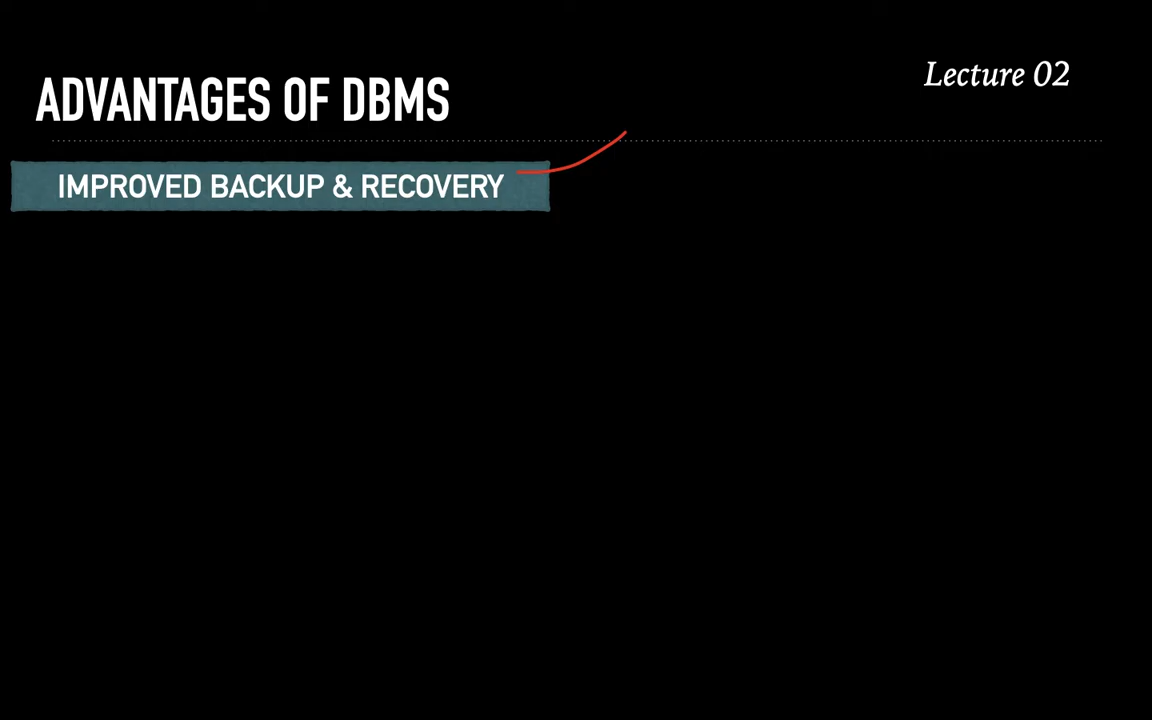 Lecture 02
ADVANTAGES OF DBMS
IMPROVED BACKUP & RECOVERY